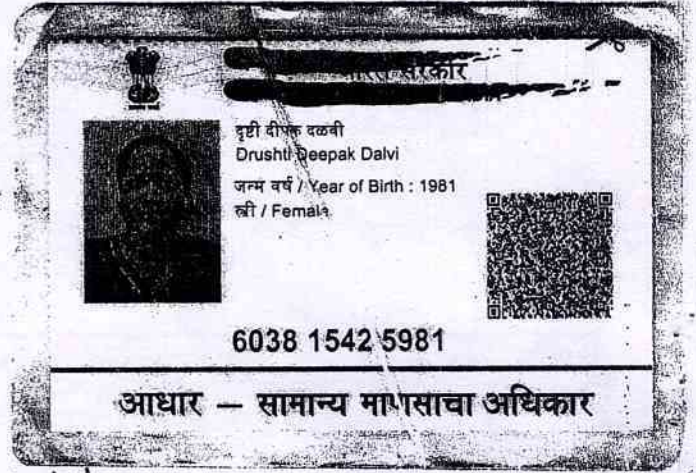 भारत सरकार
दृष्टी दीपक दळवी
Drushti Deepak Dalvi
जन्म वर्ष / Year of Birth : 1981
स्त्री / Female
6038 1542 5981
आधार – सामान्य माणसाचा अधिकार